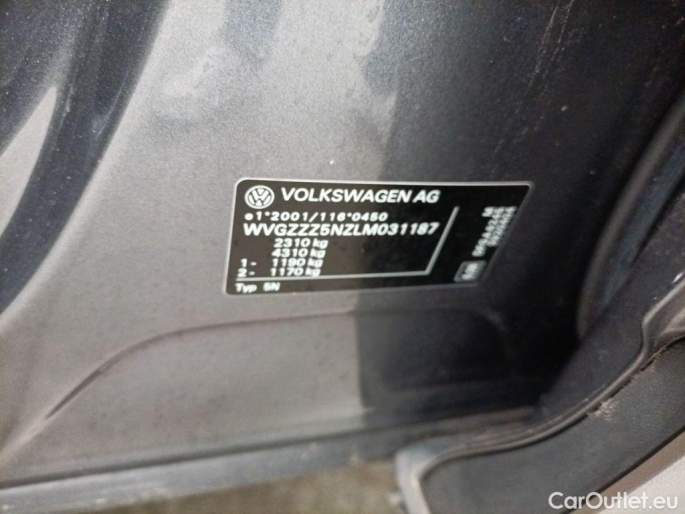 VOLKSWAGEN AG
e1*2001/116*0450
WVGZZZ5NZLM031187
2310 kg
4310 kg
1 - 1190 kg
2 - 1170 kg
Typ 5N
CarOutlet.eu